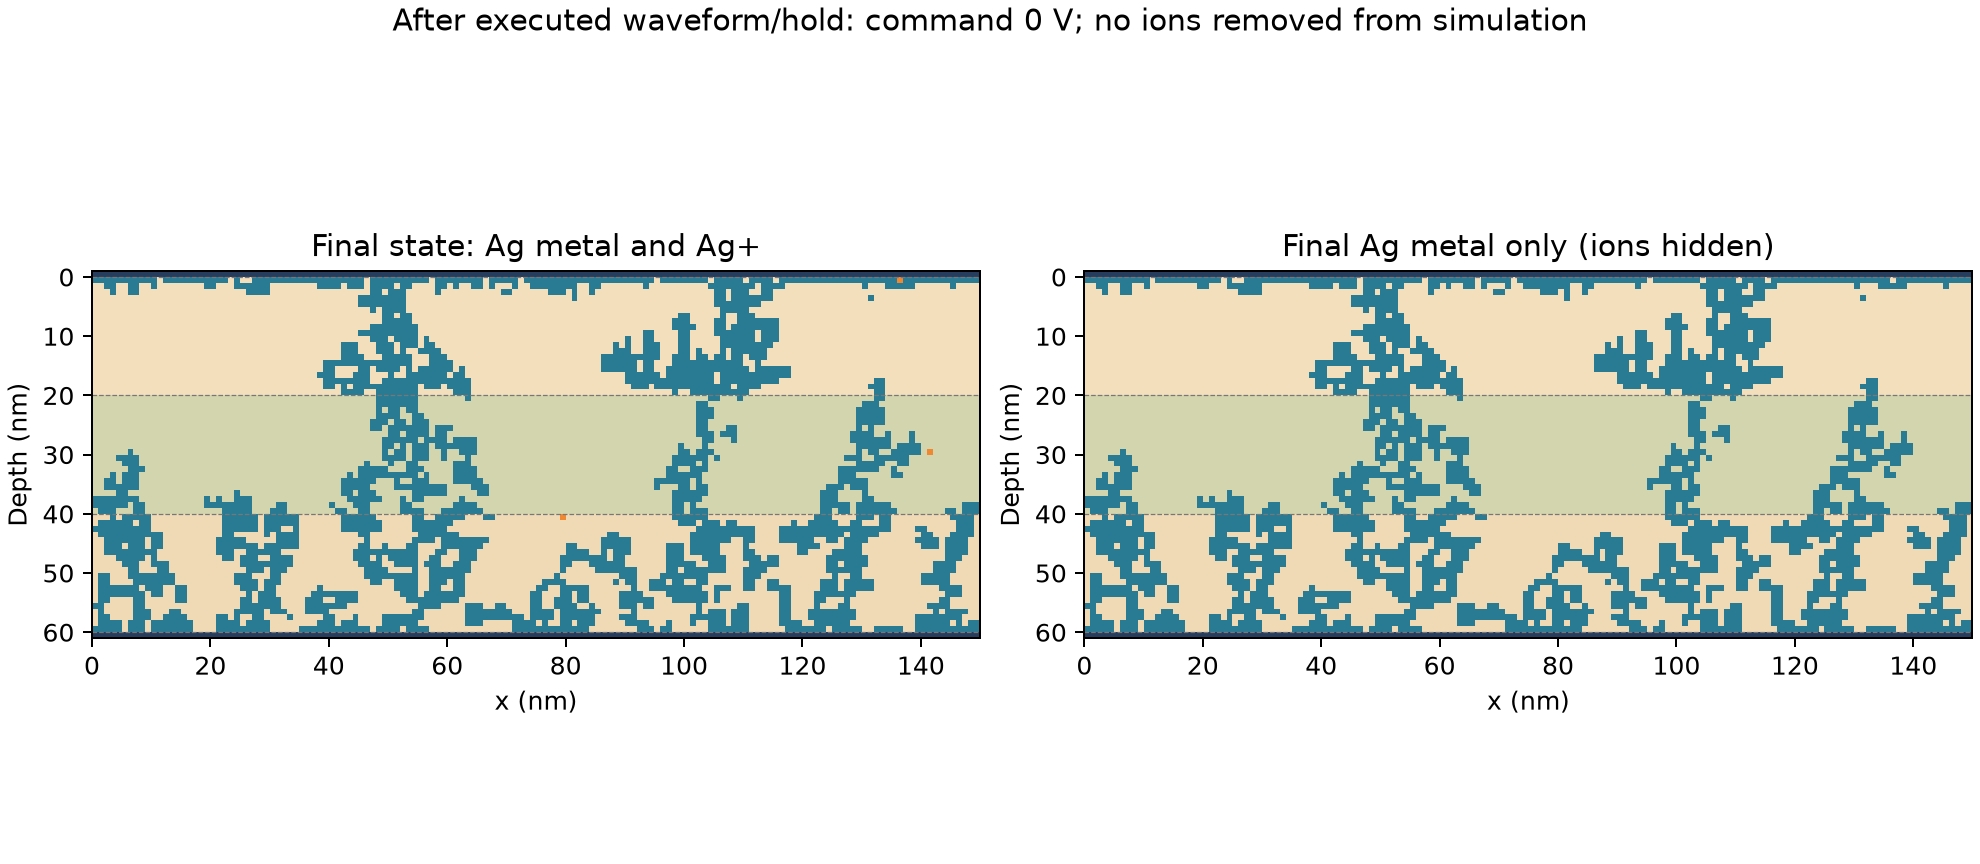 After executed waveform/hold: command 0 V; no ions removed from simulation
Final state: Ag metal and Ag+
0
10
20
30
40
50
60
Depth (nm)
0 20 40 60 80 100 120 140
x (nm)
Final Ag metal only (ions hidden)
0
10
20
30
40
50
60
Depth (nm)
0 20 40 60 80 100 120 140
x (nm)